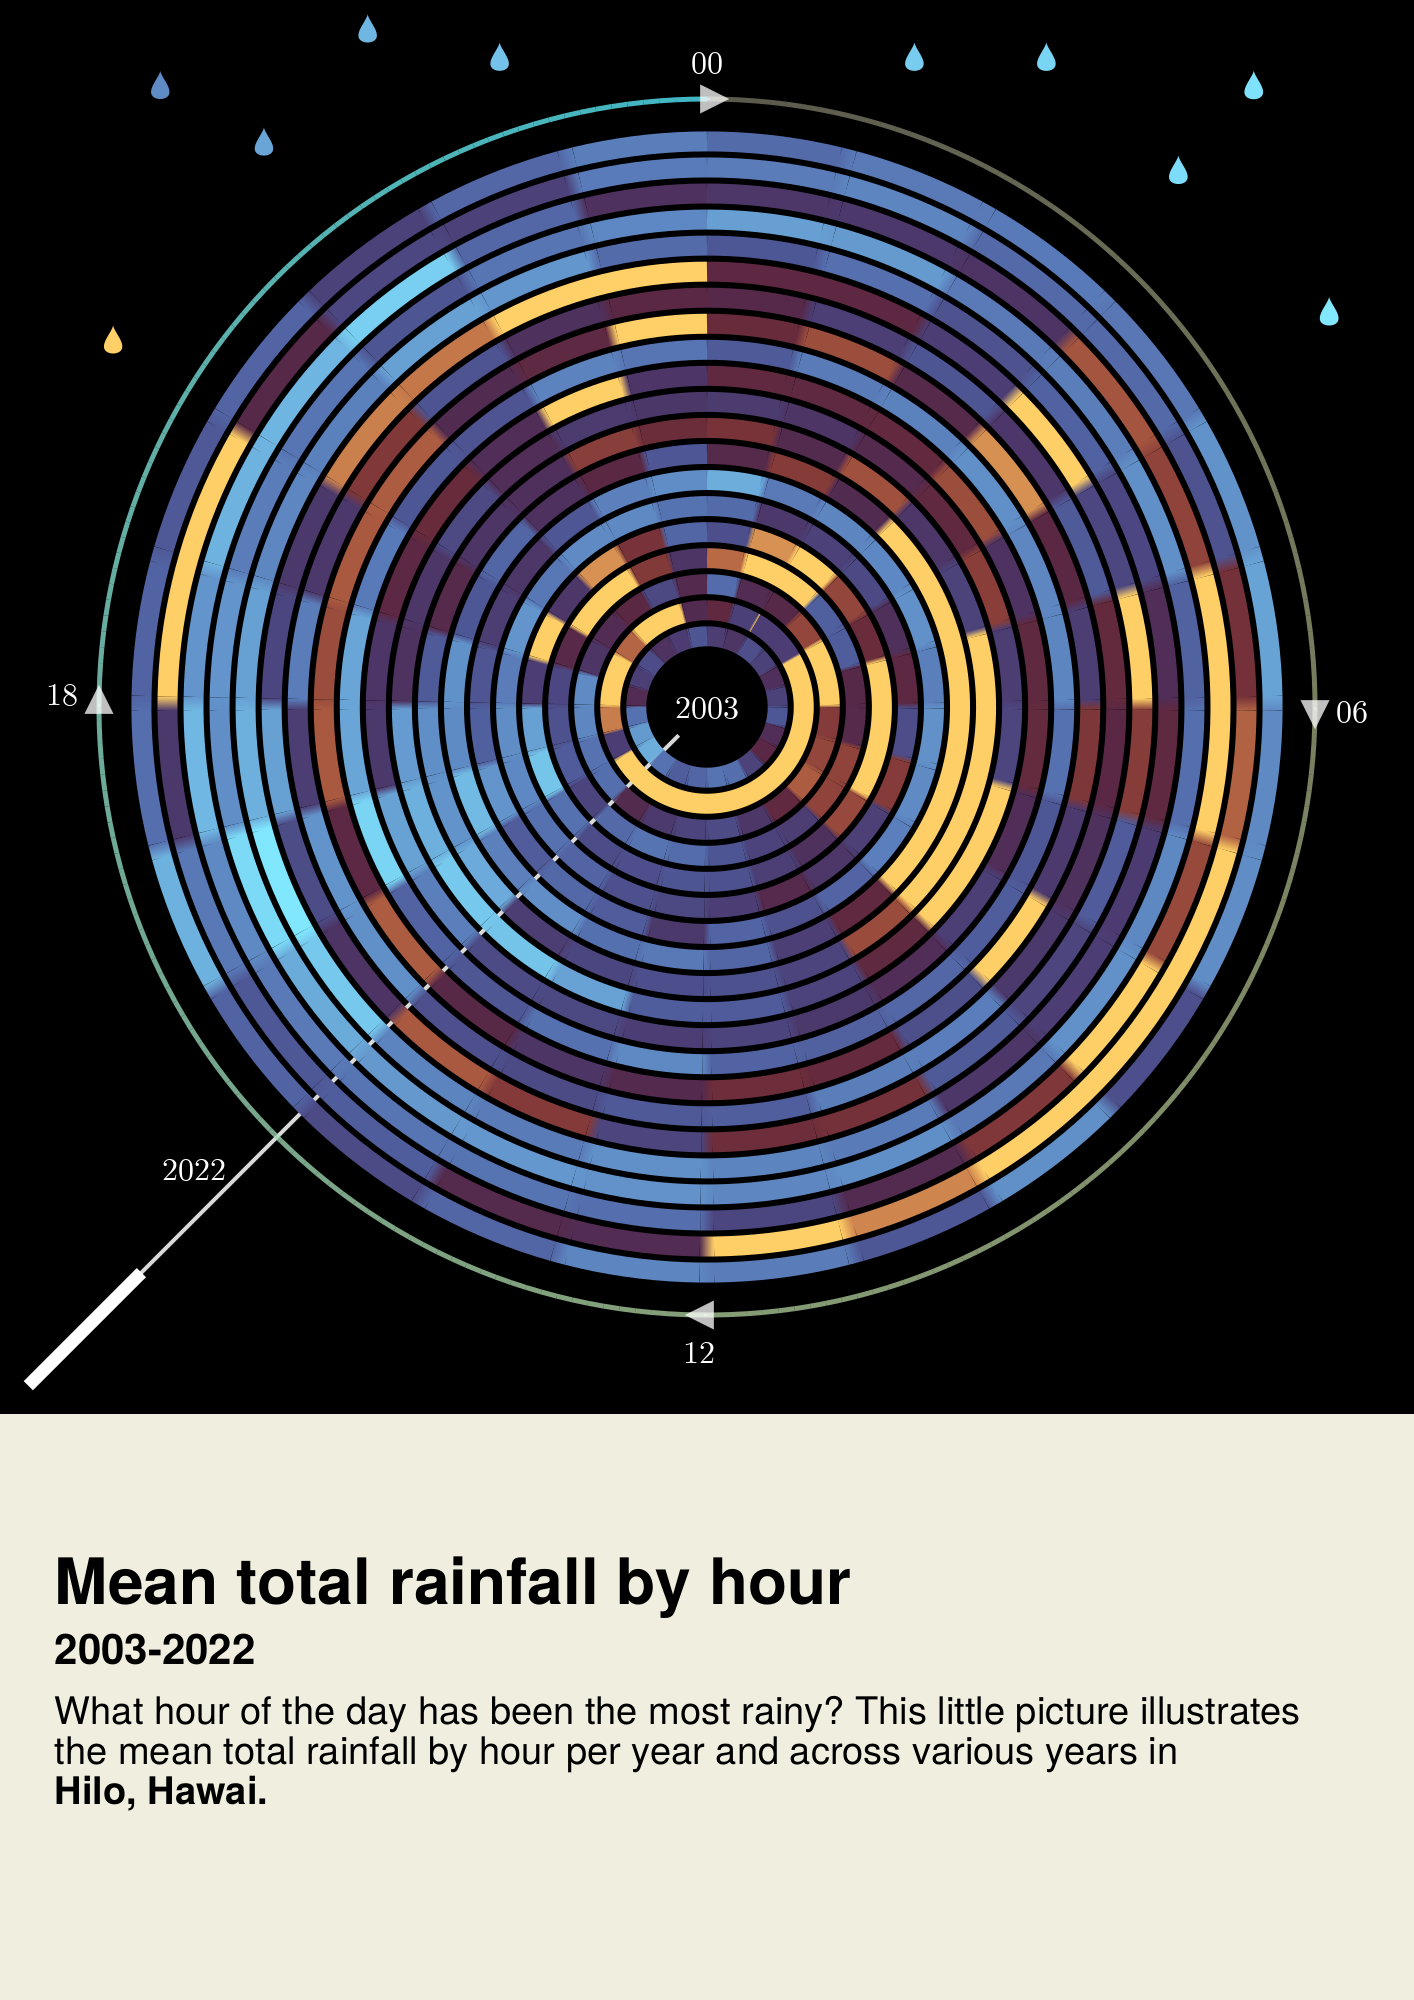 00
18
2003
06
2022
12
Mean total rainfall by hour
2003-2022
What hour of the day has been the most rainy? This little picture illustrates
the mean total rainfall by hour per year and across various years in
Hilo, Hawai.